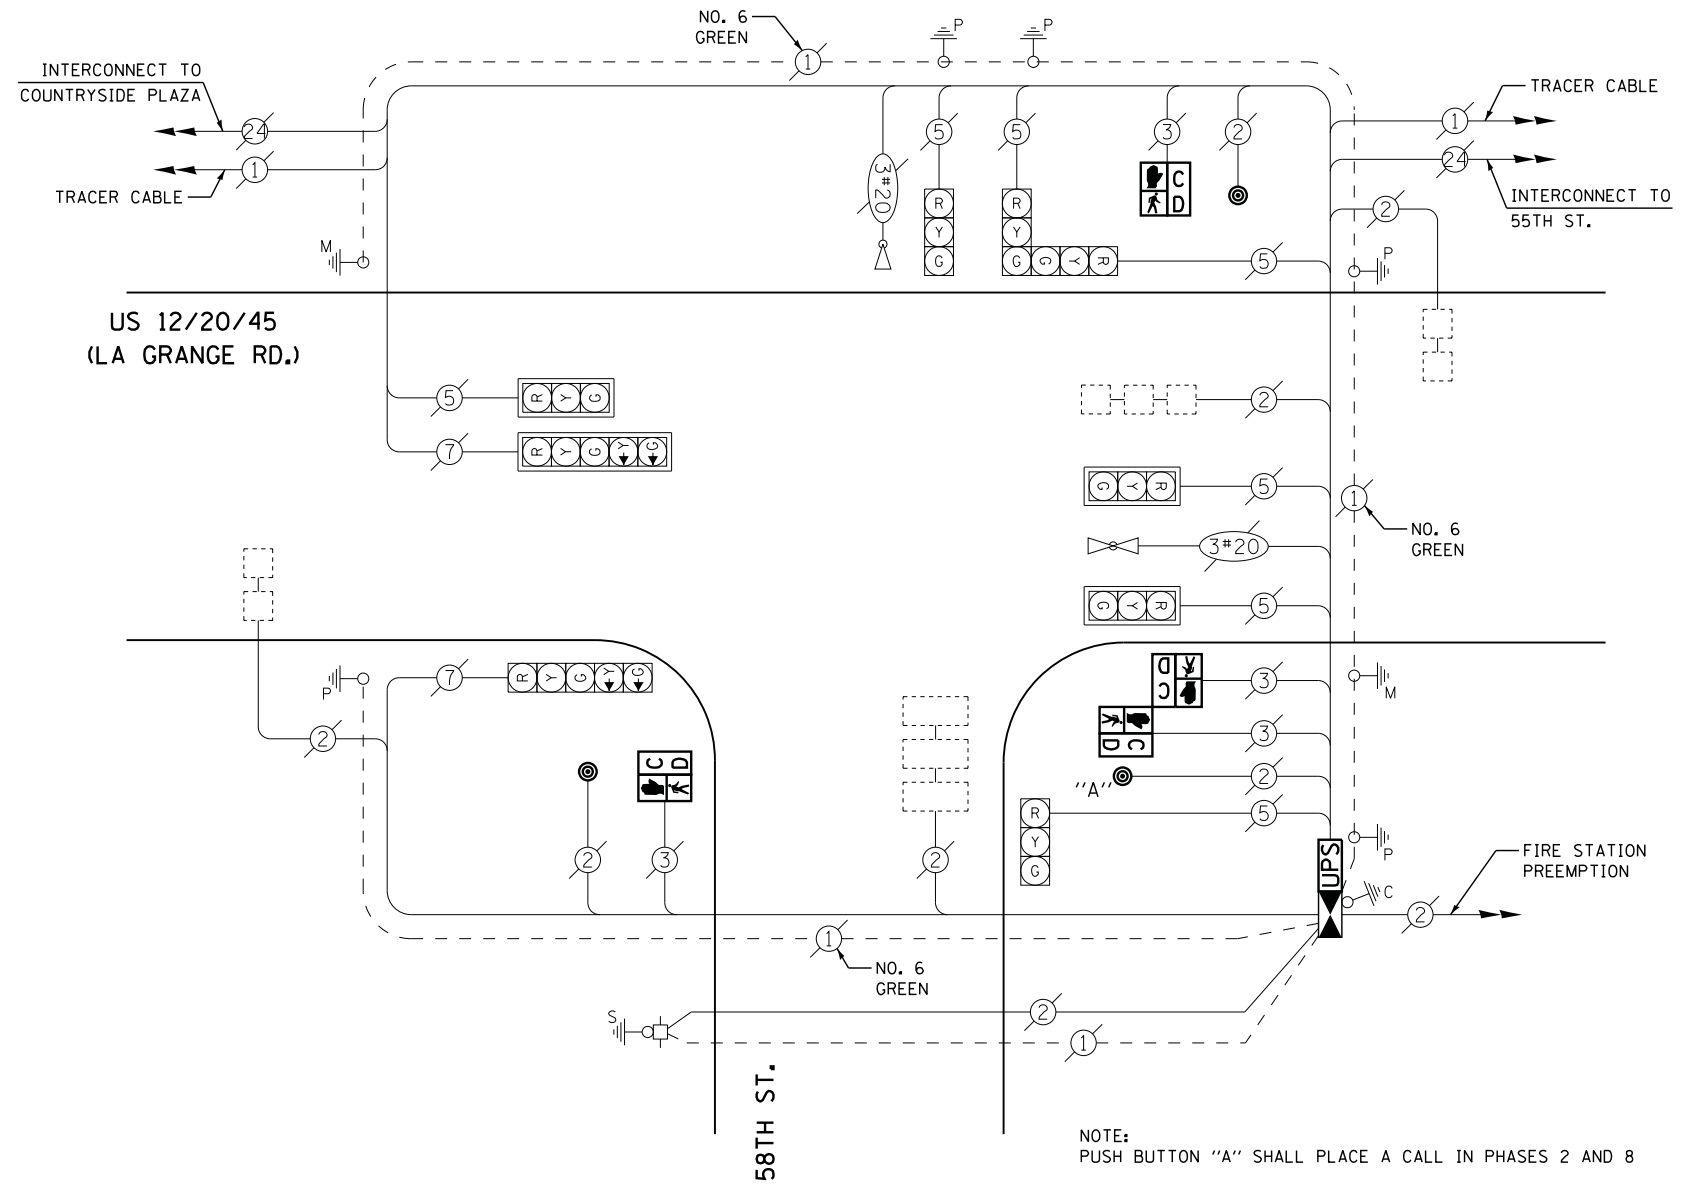 NO. 6
GREEN
P
P
1
INTERCONNECT TO
COUNTRYSIDE PLAZA
24
1
TRACER CABLE
TRACER CABLE
1
24
INTERCONNECT TO
55TH ST.
5
5
3
2
3#20
C
D
R
Y
G
R
Y
G
G
Y
R
5
2
M
P
US 12/20/45
(LA GRANGE RD.)
5
R
Y
G
7
R
Y
G
Y
G
2
G
Y
R
5
1
NO. 6
GREEN
3#20
G
Y
R
5
P
7
R
Y
G
Y
G
D
C
3
M
2
C
D
D
C
3
"A"
2
R
Y
G
5
P
2
3
2
UPS
C
FIRE STATION
PREEMPTION
2
1
NO. 6
GREEN
S
2
1
58TH ST.
NOTE:
PUSH BUTTON "A" SHALL PLACE A CALL IN PHASES 2 AND 8